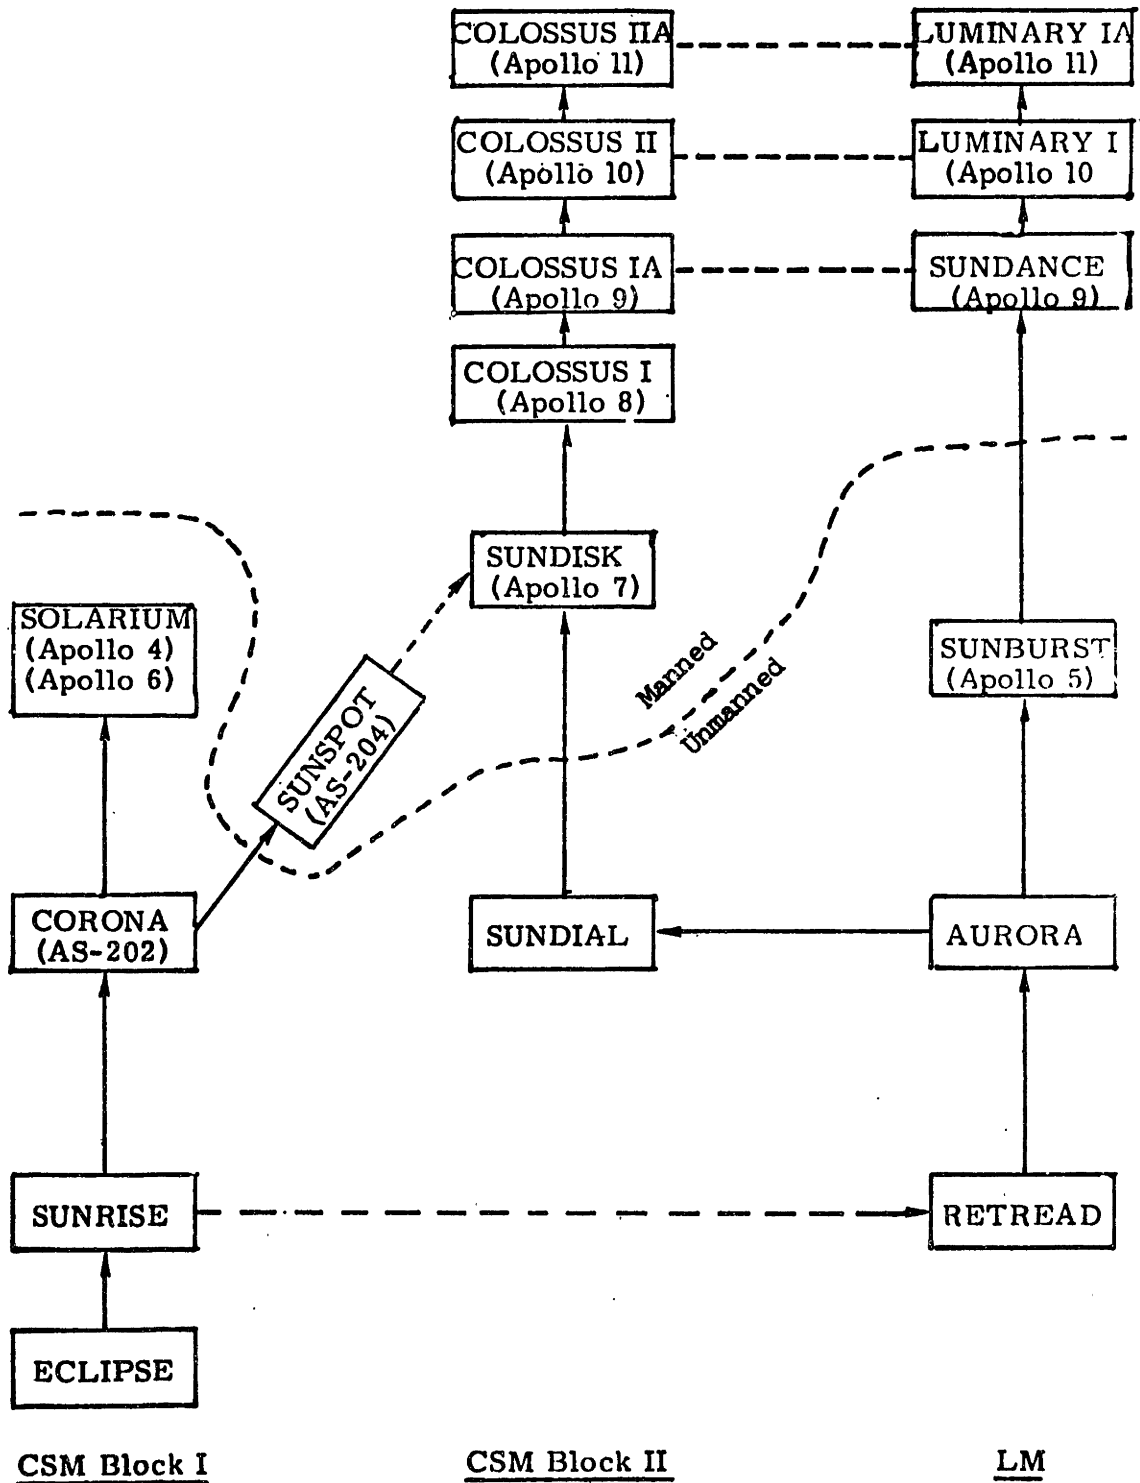 COLOSSUS IIA
(Apollo 11)
LUMINARY IA
(Apollo 11)
COLOSSUS II
(Apollo 10)
LUMINARY I
(Apollo 10
COLOSSUS IA
(Apollo 9)
SUNDANCE
(Apollo 9)
COLOSSUS I
(Apollo 8)
SUNDISK
(Apollo 7)
SOLARIUM
(Apollo 4)
(Apollo 6)
SUNSPOT
(AS-204)
Manned
Unmanned
SUNBURST
(Apollo 5)
CORONA
(AS-202)
SUNDIAL
AURORA
SUNRISE
RETREAD
ECLIPSE
CSM Block I
CSM Block II
LM